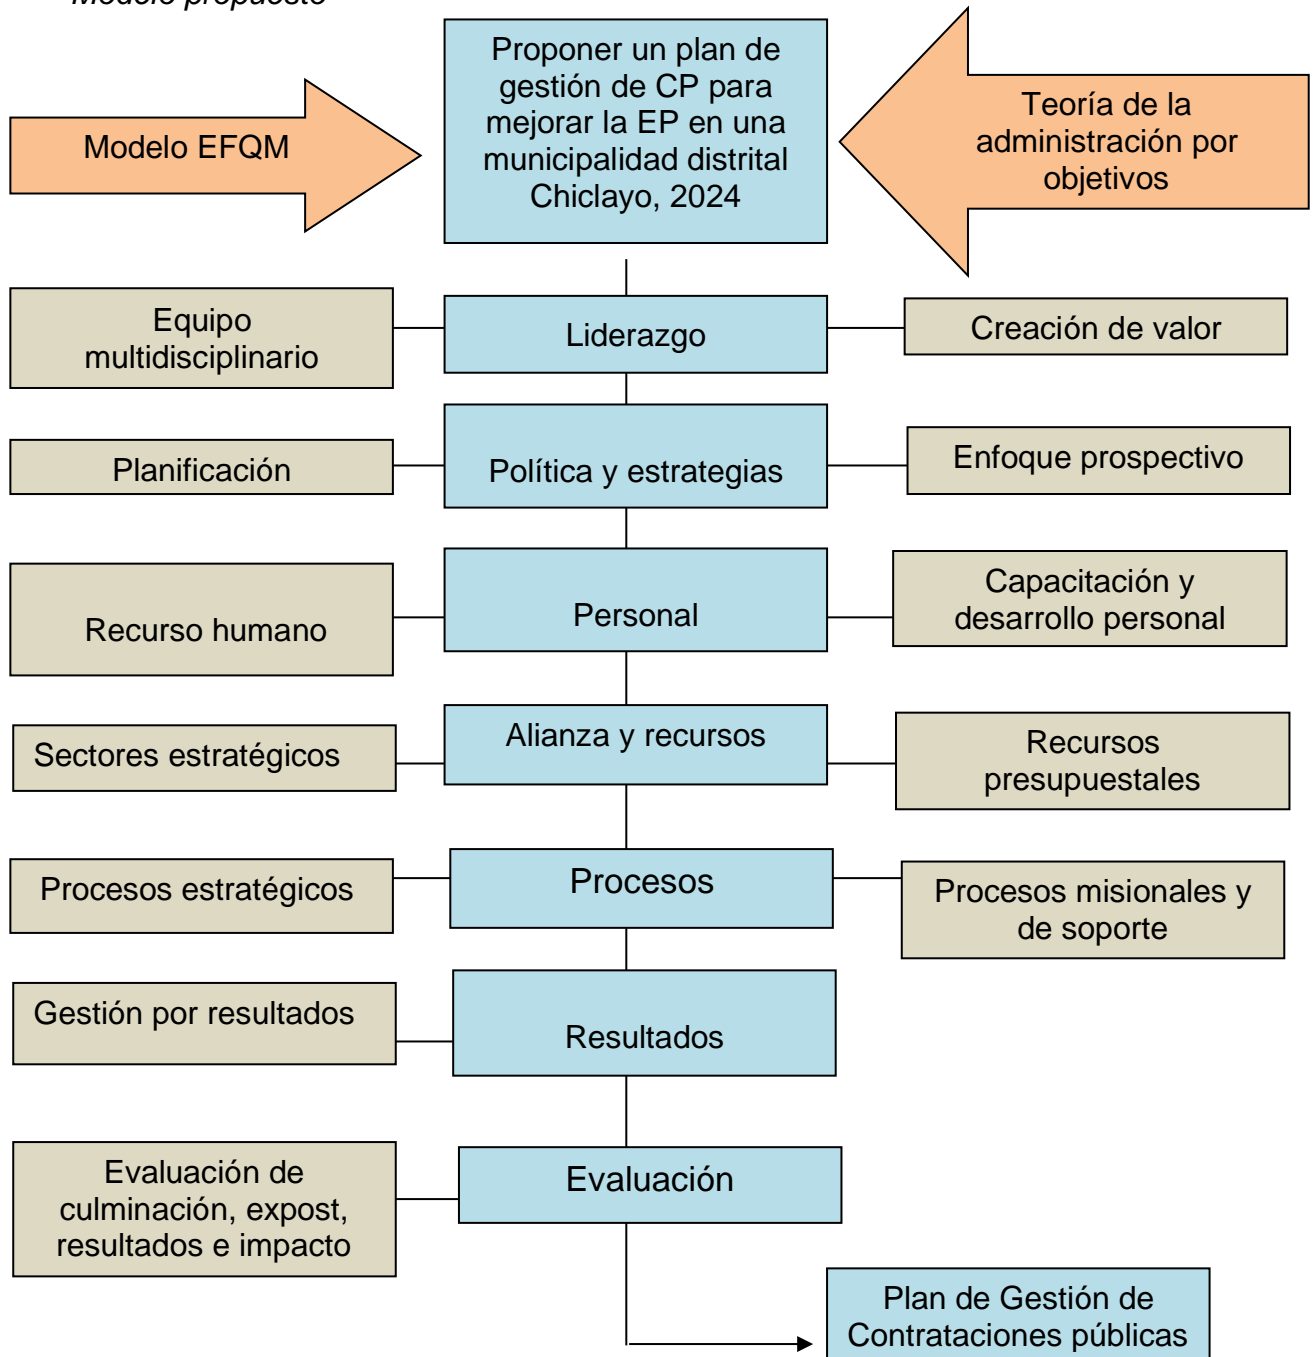 Modelo propuesto
Proponer un plan de
gestión de CP para
mejorar la EP en una
municipalidad distrital
Chiclayo, 2024
Modelo EFQM
Teoría de la
administración por
objetivos
Equipo
multidisciplinario
Liderazgo
Creación de valor
Planificación
Política y estrategias
Enfoque prospectivo
Recurso humano
Personal
Capacitación y
desarrollo personal
Sectores estratégicos
Alianza y recursos
Recursos
presupuestales
Procesos estratégicos
Procesos
Procesos misionales y
de soporte
Gestión por resultados
Resultados
Evaluación de
culminación, expost,
resultados e impacto
Evaluación
Plan de Gestión de
Contrataciones públicas